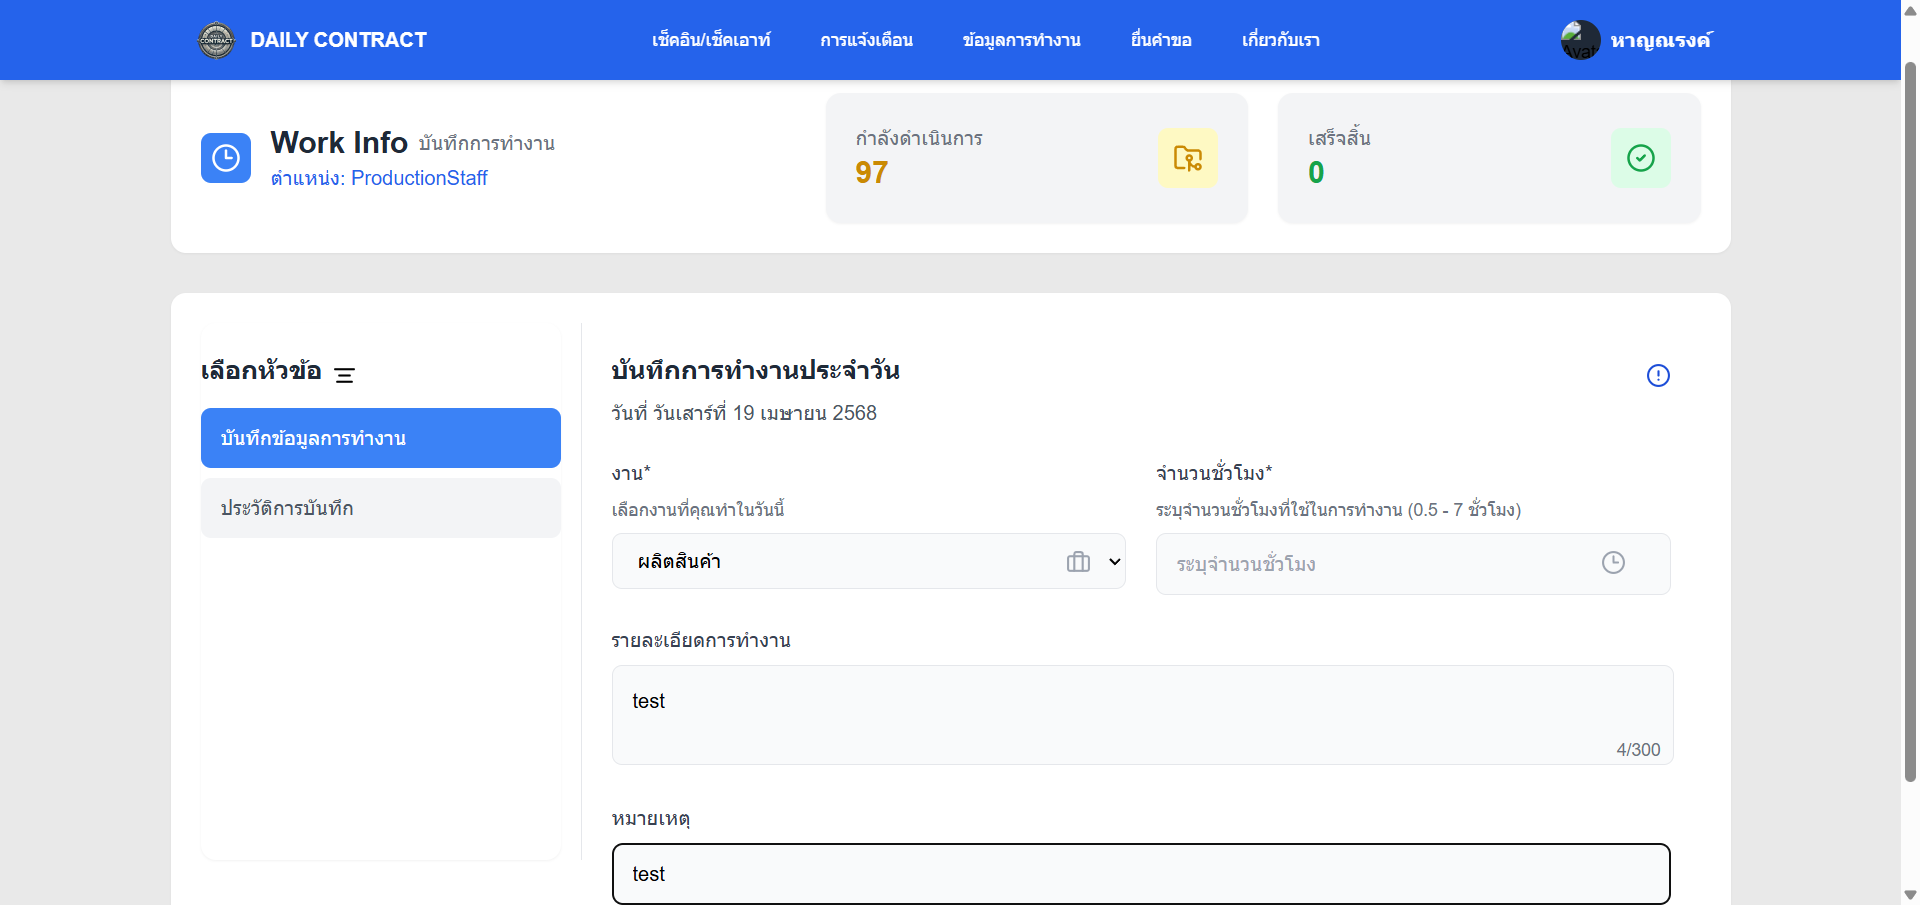 DAILY CONTRACT
เช็คอิน/เช็คเอาท์
การแจ้งเตือน
ข้อมูลการทำงาน
ยื่นคำขอ
เกี่ยวกับเรา
หาญณรงค์
Work Info บันทึกการทำงาน
ตำแหน่ง: ProductionStaff
กำลังดำเนินการ
97
เสร็จสิ้น
0
เลือกหัวข้อ
บันทึกข้อมูลการทำงาน
ประวัติการบันทึก
บันทึกการทำงานประจำวัน
วันที่ วันเสาร์ที่ 19 เมษายน 2568
งาน*
เลือกงานที่คุณทำในวันนี้
ผลิตสินค้า
จำนวนชั่วโมง*
ระบุจำนวนชั่วโมงที่ใช้ในการทำงาน (0.5 - 7 ชั่วโมง)
ระบุจำนวนชั่วโมง
รายละเอียดการทำงาน
test
4/300
หมายเหตุ
test